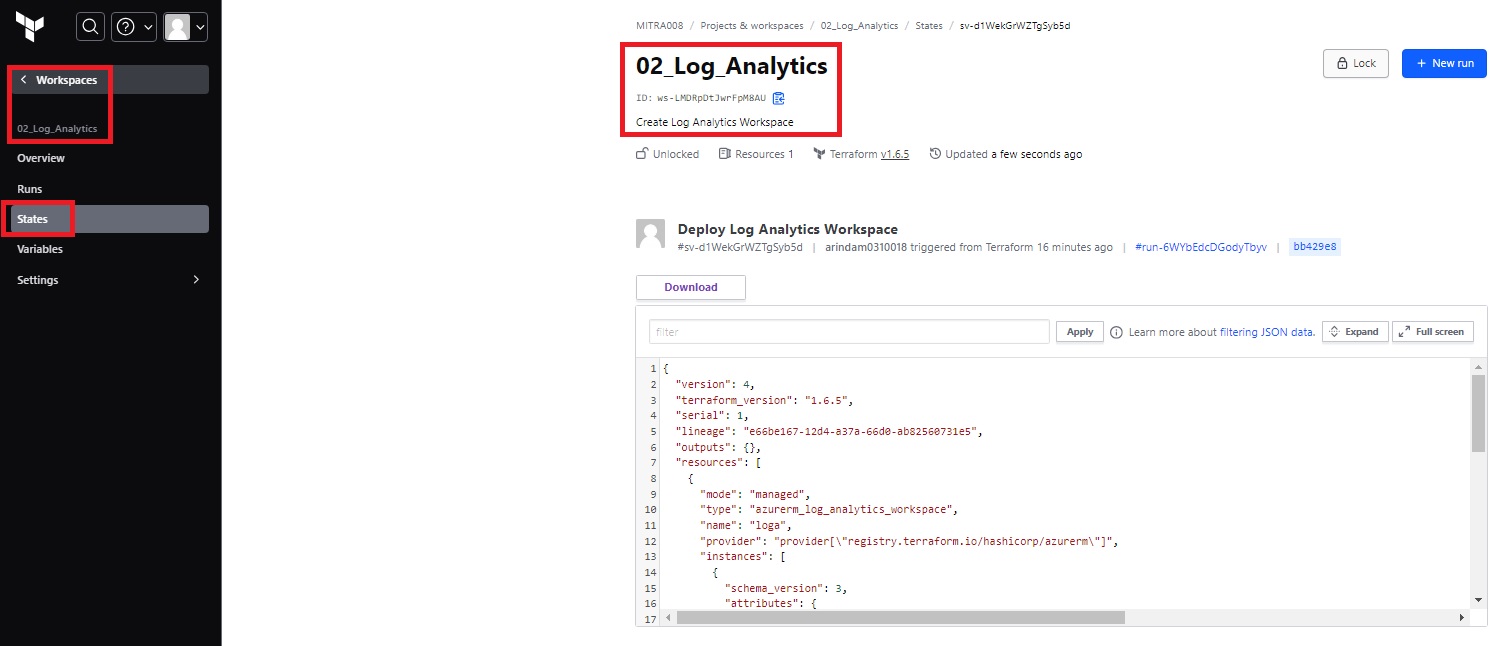 Workspaces
02_Log_Analytics
Overview
Runs
States
Variables
Settings
MITRA008 / Projects & workspaces / 02_Log_Analytics / States / sv-d1WekGrWZTgSyb5d
02_Log_Analytics
Lock
+ New run
ID: ws-LMDRpDtJwrFpM8AU
Create Log Analytics Workspace
Unlocked Resources 1 Terraform v1.6.5 Updated a few seconds ago
Deploy Log Analytics Workspace
#sv-d1WekGrWZTgSyb5d | arindam0310018 triggered from Terraform 16 minutes ago | #run-6WYbEdcDGodyTbyv | bb429e8
Download
filter Apply Learn more about filtering JSON data. Expand Full screen
1 {
2 "version": 4,
3 "terraform_version": "1.6.5",
4 "serial": 1,
5 "lineage": "e66be167-12d4-a37a-66d0-ab82560731e5",
6 "outputs": {},
7 "resources": [
8 {
9 "mode": "managed",
10 "type": "azurerm_log_analytics_workspace",
11 "name": "loga",
12 "provider": "provider[\"registry.terraform.io/hashicorp/azurerm\"]",
13 "instances": [
14 {
15 "schema_version": 3,
16 "attributes": {
17